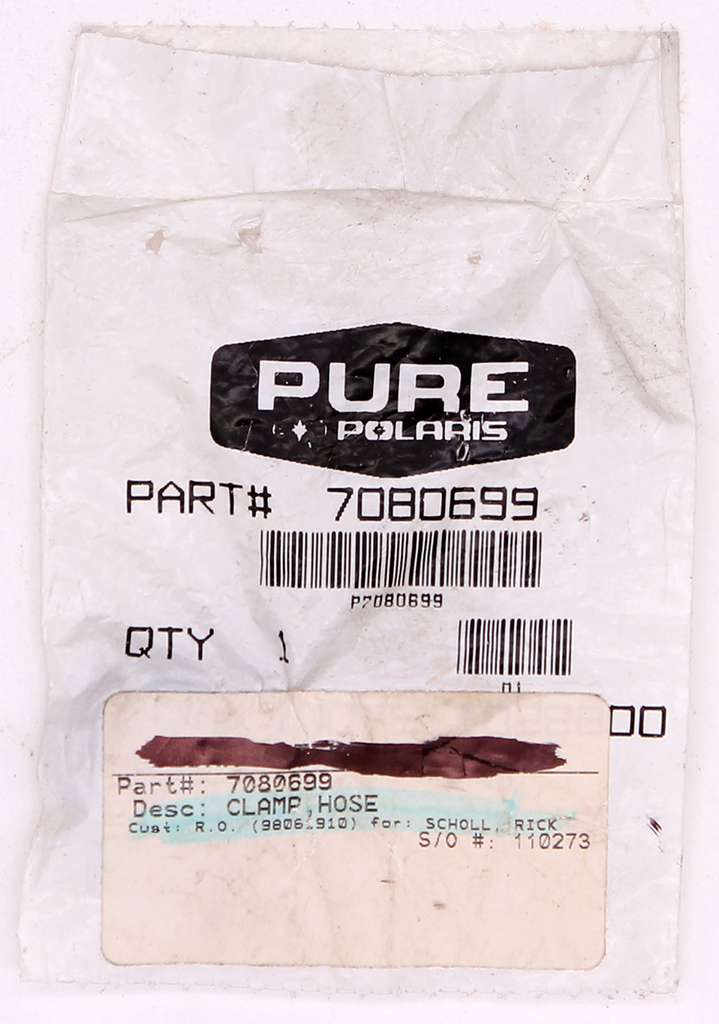 PURE
POLARIS
PART# 7080699
P7080699
QTY 1
01
00
Part#: 7080699
Desc: CLAMP,HOSE
Cust: R.O. (98061910) for: SCHOLL, RICK
S/O #: 110273